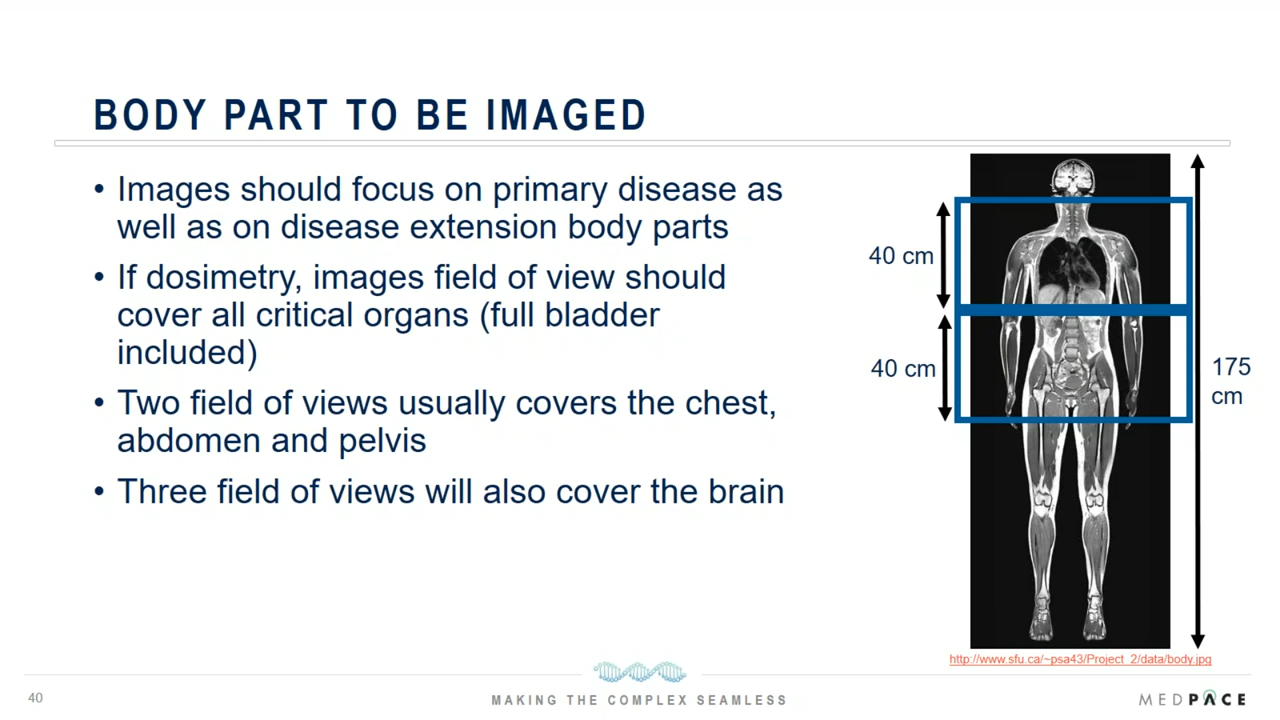 BODY PART TO BE IMAGED
• Images should focus on primary disease as
well as on disease extension body parts
• If dosimetry, images field of view should
cover all critical organs (full bladder
included)
• Two field of views usually covers the chest,
abdomen and pelvis
• Three field of views will also cover the brain
40 cm
40 cm
175
cm
http://www.sfu.ca/~psa43/Project_2/data/body.jpg
40
MAKING THE COMPLEX SEAMLESS
MEDPACE